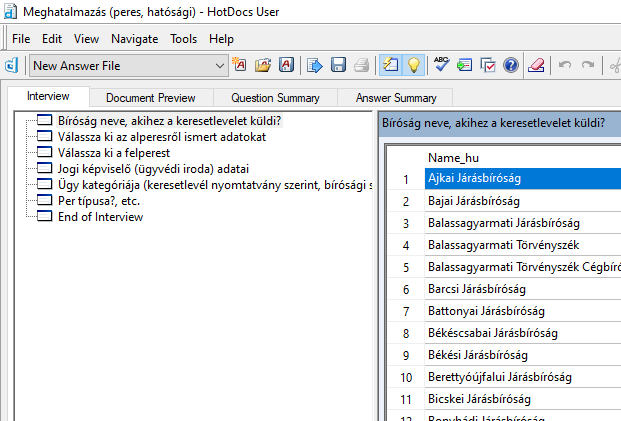 Meghatalmazás (peres, hatósági) - HotDocs User
File Edit View Navigate Tools Help
New Answer File
Interview Document Preview Question Summary Answer Summary
Bíróság neve, akihez a keresetlevelet küldi?
Válassza ki az alperesről ismert adatokat
Válassza ki a felperest
Jogi képviselő (ügyvédi iroda) adatai
Ügy kategóriája (keresetlevél nyomtatvány szerint, bírósági s
Per típusa?, etc.
End of Interview
Bíróság neve, akihez a keresetlevelet küldi?
Name_hu
1 Ajkai Járásbíróság
2 Bajai Járásbíróság
3 Balassagyarmati Járásbíróság
4 Balassagyarmati Törvényszék
5 Balassagyarmati Törvényszék Cégbíró
6 Barcsi Járásbíróság
7 Battonyai Járásbíróság
8 Békéscsabai Járásbíróság
9 Békési Járásbíróság
10 Berettyóújfalui Járásbíróság
11 Bicskei Járásbíróság
12 Bonyhádi Járásbíróság